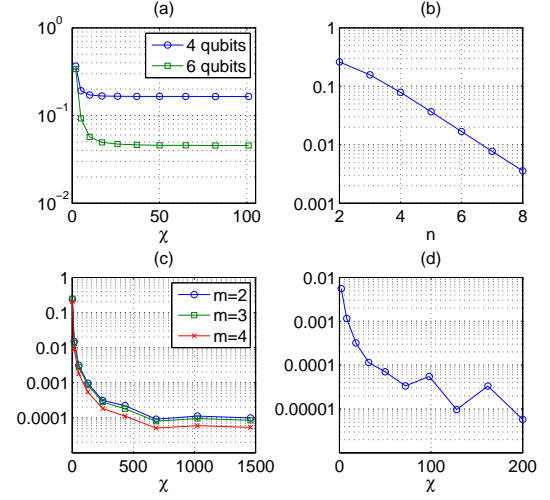 (a)
10^0
10^-1
10^-2
4 qubits
6 qubits
0 50 100
χ
(b)
1
0.1
0.01
0.001
2 4 6 8
n
(c)
1
0.1
0.01
0.001
0.0001
m=2
m=3
m=4
0 500 1000 1500
χ
(d)
0.01
0.001
0.0001
0.00001
0 100 200
χ